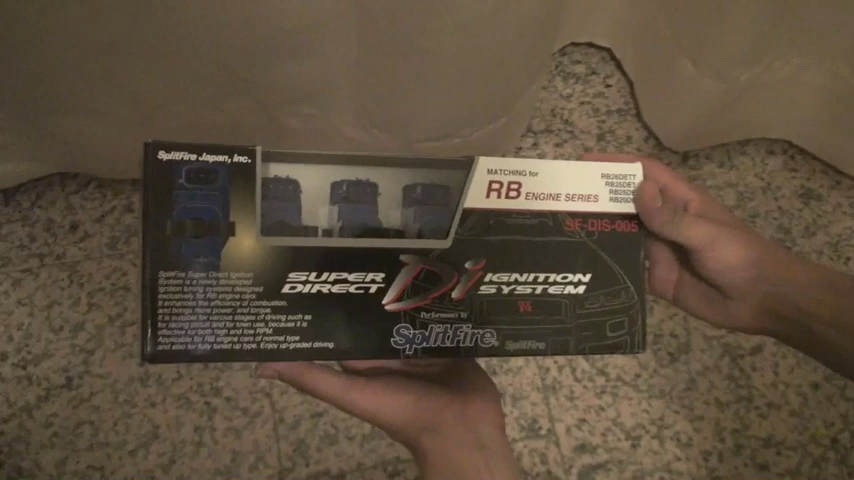 SplitFire Japan, Inc.
MATCHING for
RB ENGINE SERIES
RB26DETT
RB25DET
RB26DE
RB20DE
SF-DIS-005
SUPER DIRECT Di IGNITION SYSTEM
Performance by
SplitFire®
SplitFire
SplitFire Super Direct Ignition
System is a newly developed
ignition tuning systems designed
exclusively for RB engine cars.
It enhances the efficiency of combustion,
and brings more power, and torque.
It is suitable for various stages of driving such as
for racing circuit and for town use, because it is
effective for both high and low RPM.
Applicable for RB engine cars of normal type
and also for fully tuned up type. Enjoy up-graded driving.